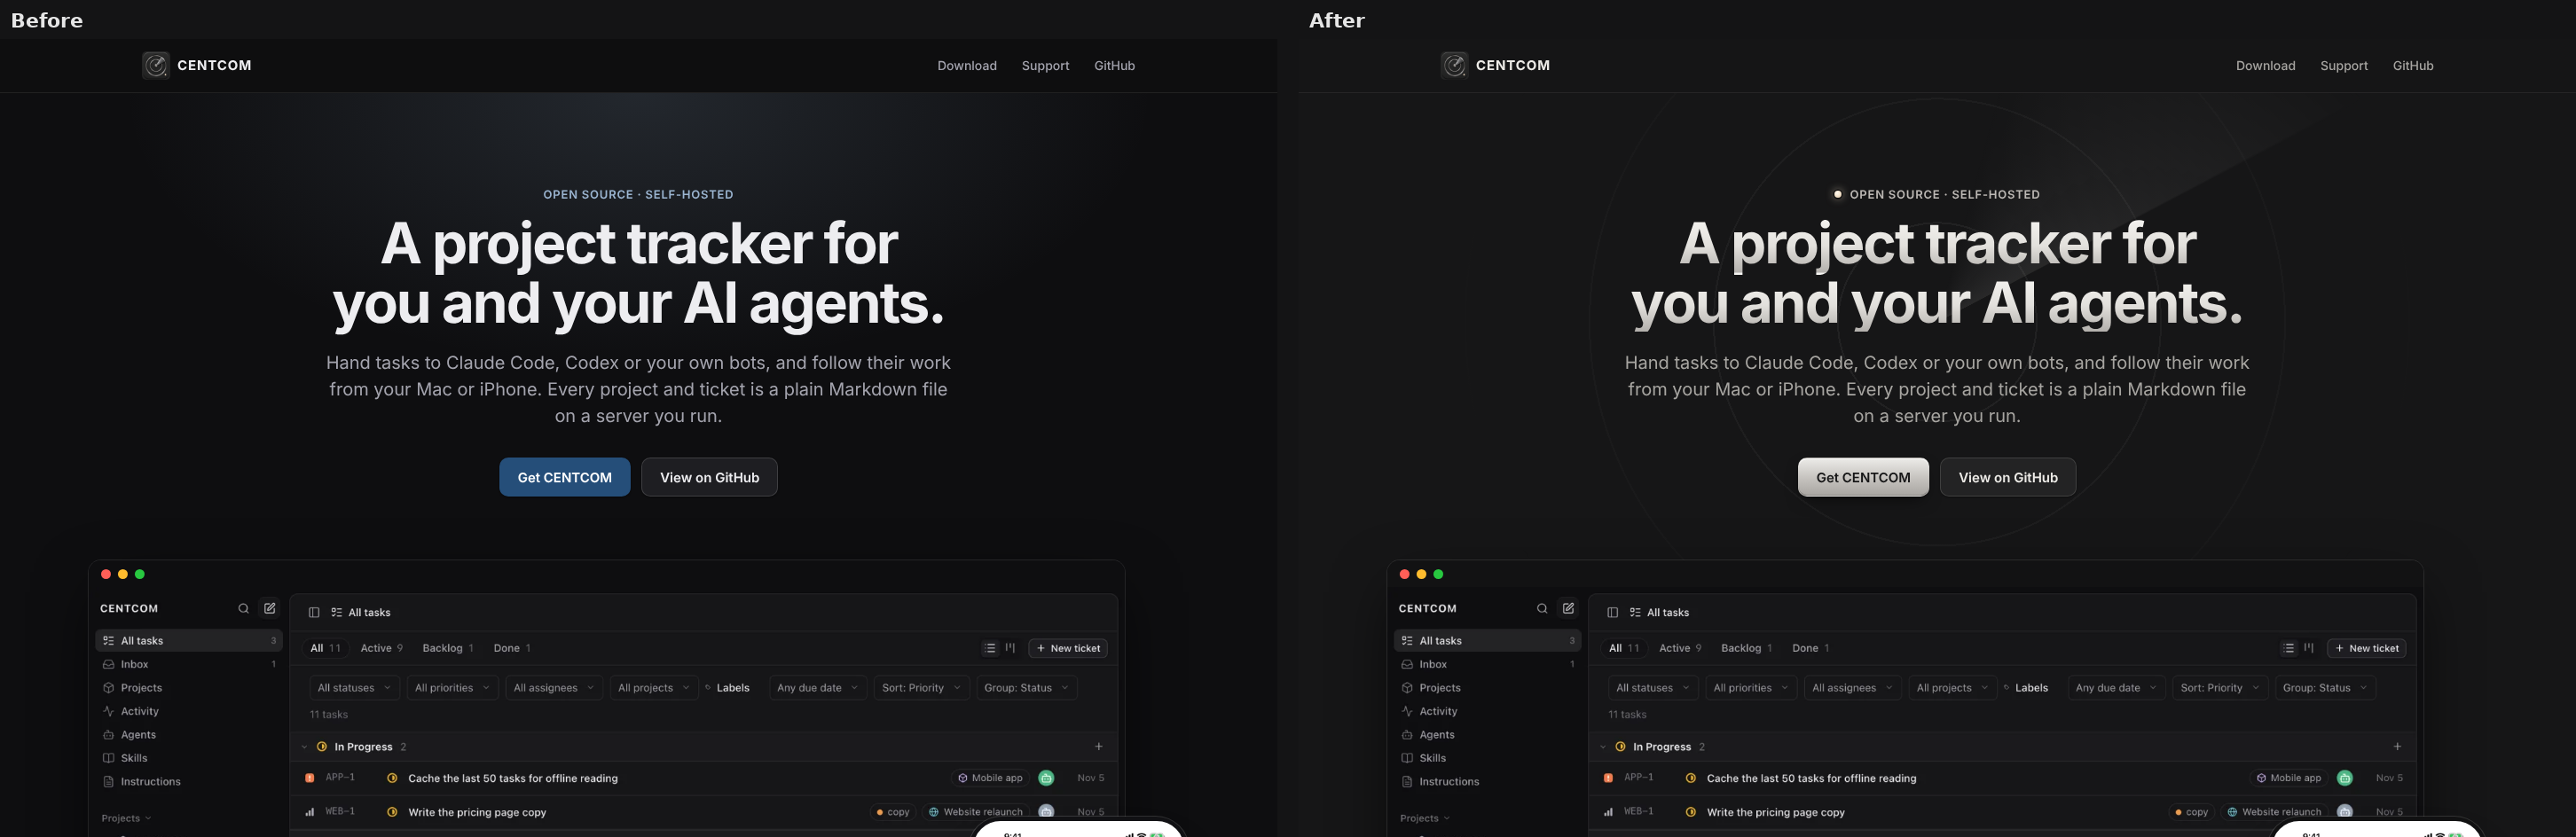 Before
CENTCOM
Download Support GitHub
OPEN SOURCE · SELF-HOSTED
A project tracker for
you and your AI agents.
Hand tasks to Claude Code, Codex or your own bots, and follow their work
from your Mac or iPhone. Every project and ticket is a plain Markdown file
on a server you run.
Get CENTCOM View on GitHub
CENTCOM
All tasks 3
Inbox 1
Projects
Activity
Agents
Skills
Instructions
Projects
All tasks
All 11 Active 9 Backlog 1 Done 1
+ New ticket
All statuses All priorities All assignees All projects Labels Any due date Sort: Priority Group: Status
11 tasks
In Progress 2 +
APP-1 Cache the last 50 tasks for offline reading Mobile app Nov 5
WEB-1 Write the pricing page copy copy Website relaunch Nov 5
9:41
After
CENTCOM
Download Support GitHub
OPEN SOURCE · SELF-HOSTED
A project tracker for
you and your AI agents.
Hand tasks to Claude Code, Codex or your own bots, and follow their work
from your Mac or iPhone. Every project and ticket is a plain Markdown file
on a server you run.
Get CENTCOM View on GitHub
CENTCOM
All tasks 3
Inbox 1
Projects
Activity
Agents
Skills
Instructions
Projects
All tasks
All 11 Active 9 Backlog 1 Done 1
+ New ticket
All statuses All priorities All assignees All projects Labels Any due date Sort: Priority Group: Status
11 tasks
In Progress 2 +
APP-1 Cache the last 50 tasks for offline reading Mobile app Nov 5
WEB-1 Write the pricing page copy copy Website relaunch Nov 5
9:41